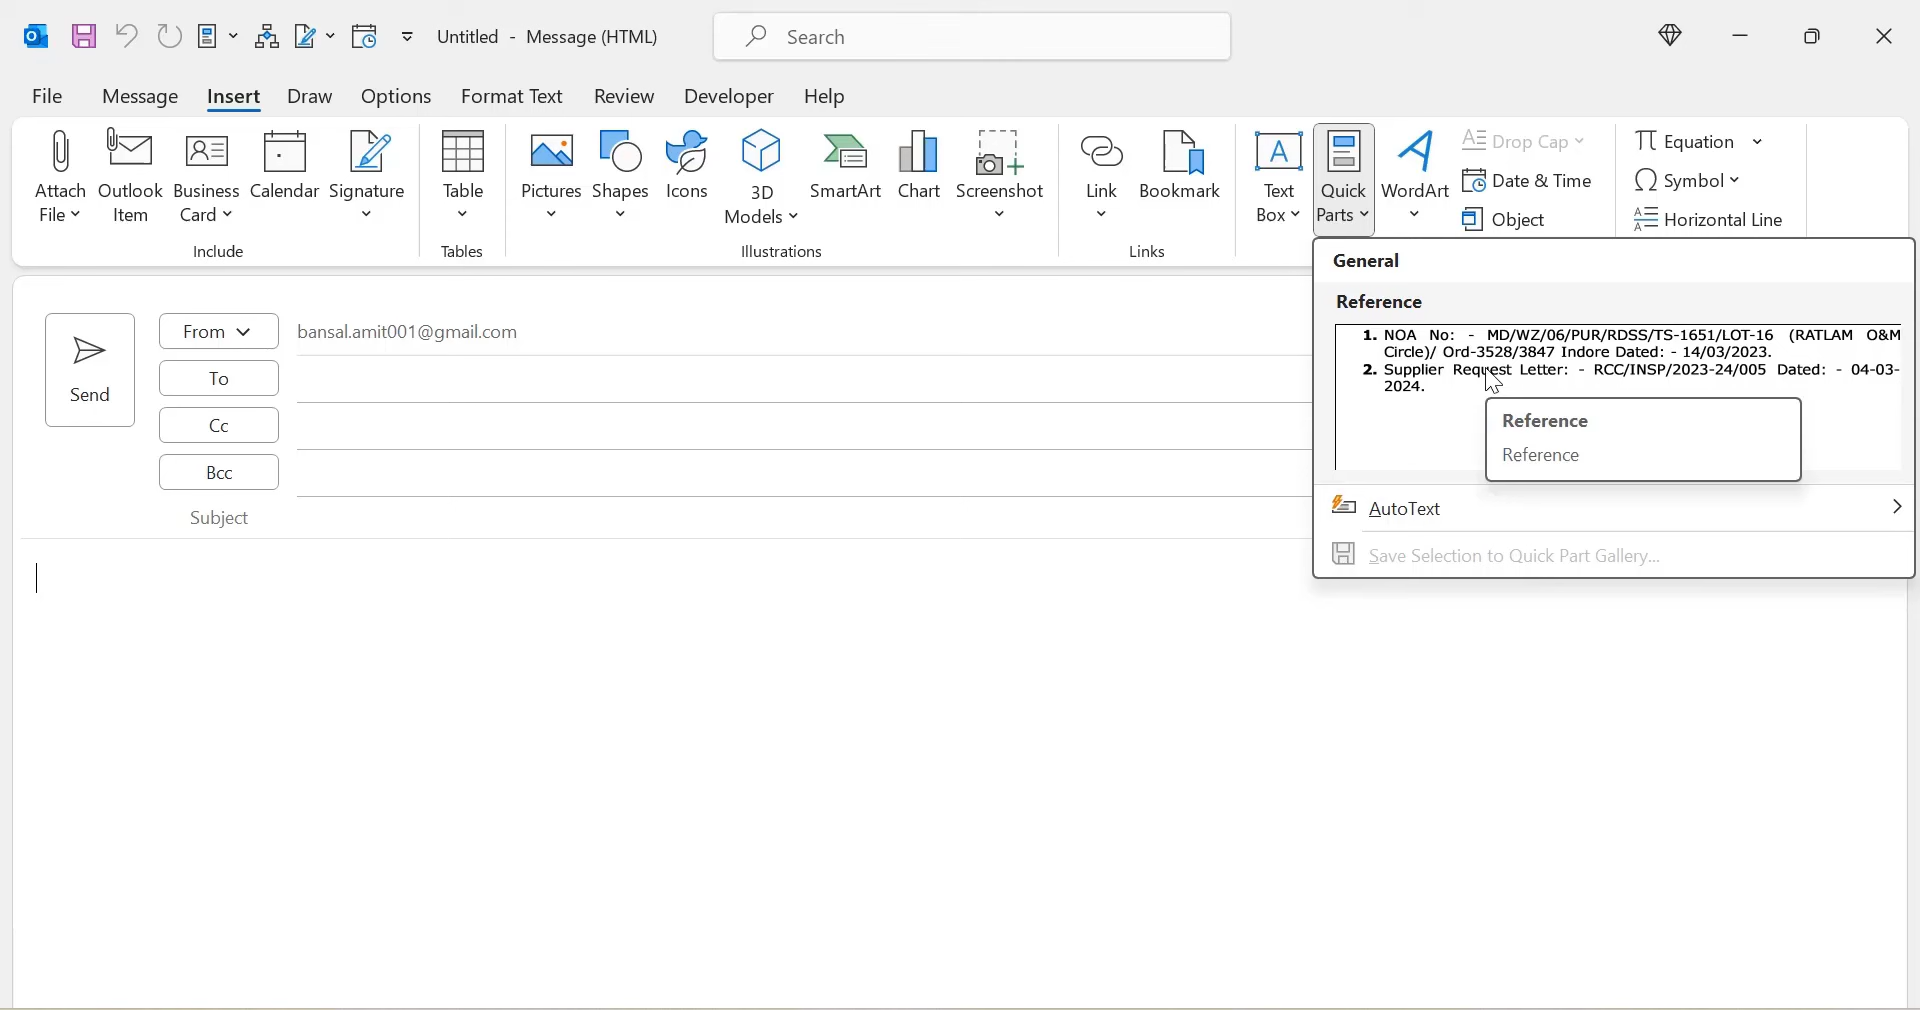 Untitled - Message (HTML)
Search
File Message Insert Draw Options Format Text Review Developer Help
Attach File
Outlook Item
Business Card
Calendar
Signature
Include
Table
Tables
Pictures
Shapes
Icons
3D Models
SmartArt
Chart
Screenshot
Illustrations
Link
Bookmark
Links
Text Box
Quick Parts
WordArt
Drop Cap
Date & Time
Object
Equation
Symbol
Horizontal Line
General
Reference
1. NOA No: - MD/WZ/06/PUR/RDSS/TS-1651/LOT-16 (RATLAM O&M
Circle)/ Ord-3528/3847 Indore Dated: - 14/03/2023.
2. Supplier Request Letter: - RCC/INSP/2023-24/005 Dated: - 04-03-
2024.
Reference
Reference
AutoText
Save Selection to Quick Part Gallery...
Send
From bansal.amit001@gmail.com
To
Cc
Bcc
Subject